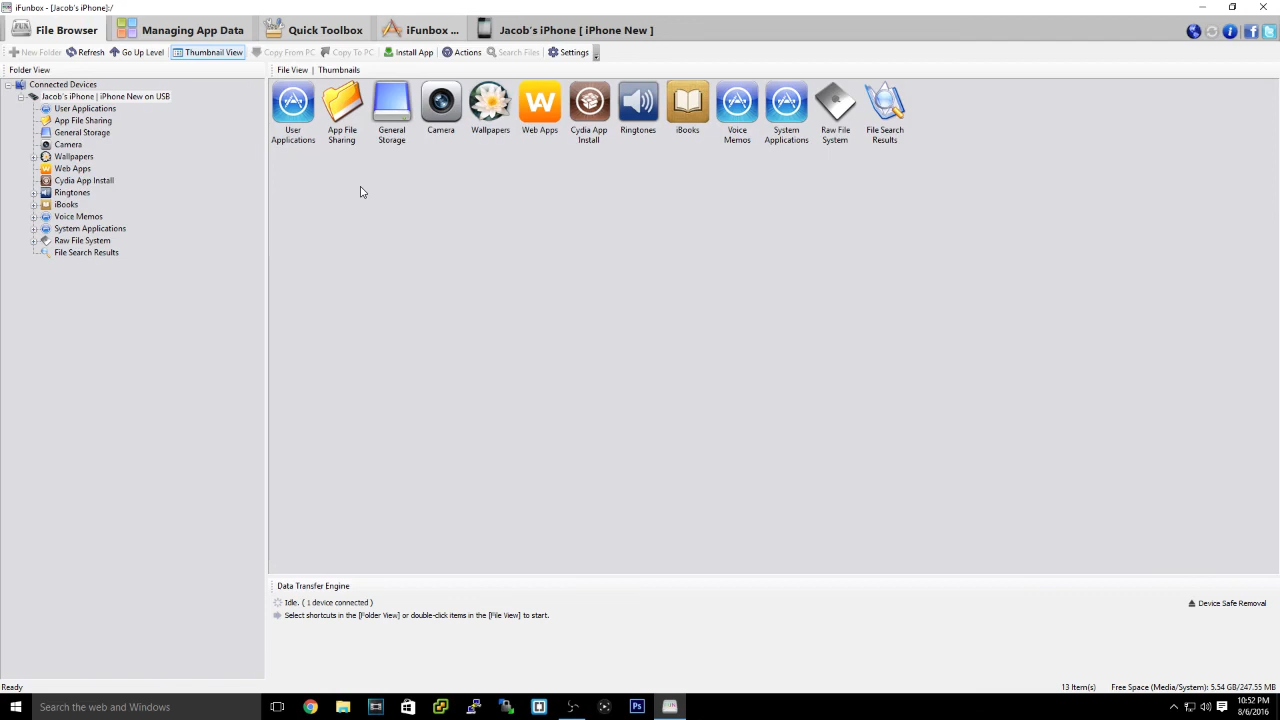 iFunbox - [Jacob's iPhone]:/
File Browser Managing App Data Quick Toolbox iFunbox ... Jacob's iPhone [ iPhone New ]
New Folder Refresh Go Up Level Thumbnail View Copy From PC Copy To PC Install App Actions Search Files Settings
Folder View
File View | Thumbnails
Connected Devices
Jacob's iPhone | iPhone New on USB
User Applications
App File Sharing
General Storage
Camera
Wallpapers
Web Apps
Cydia App Install
Ringtones
iBooks
Voice Memos
System Applications
Raw File System
File Search Results
User Applications
App File Sharing
General Storage
Camera
Wallpapers
Web Apps
Cydia App Install
Ringtones
iBooks
Voice Memos
System Applications
Raw File System
File Search Results
Data Transfer Engine
Idle. ( 1 device connected )
Select shortcuts in the [Folder View] or double-click items in the [File View] to start.
Device Safe Removal
Ready
13 Item(s) Free Space (Media/System): 5.54 GB/247.55 MB
Search the web and Windows
10:52 PM
8/6/2016